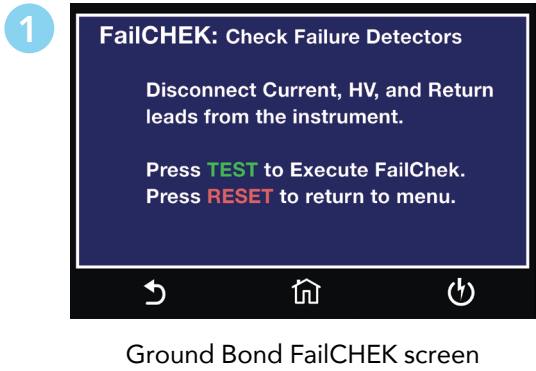 1
FailCHEK: Check Failure Detectors
Disconnect Current, HV, and Return
leads from the instrument.
Press TEST to Execute FailChek.
Press RESET to return to menu.
Ground Bond FailCHEK screen